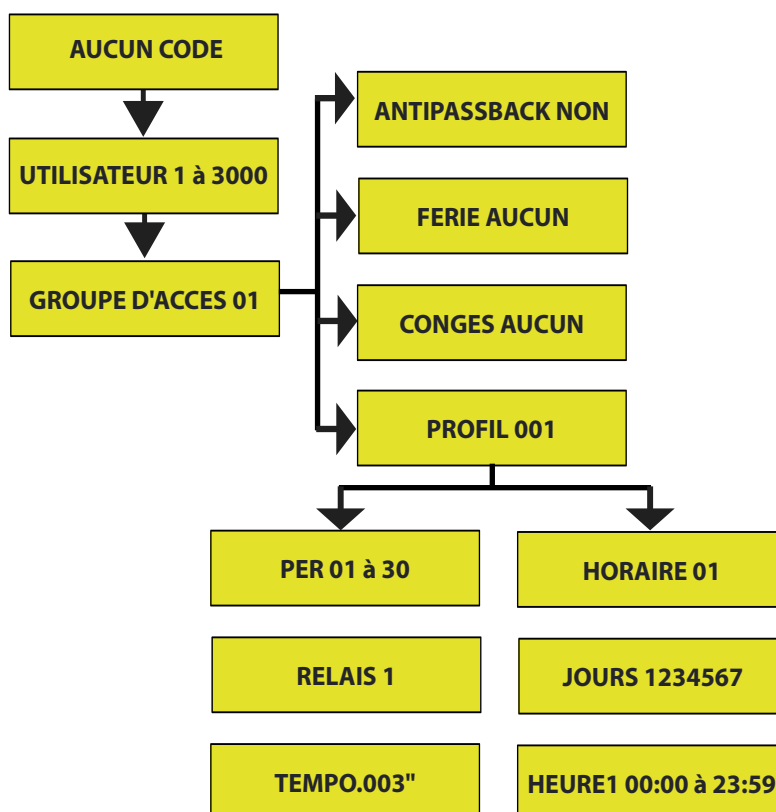 AUCUN CODE
UTILISATEUR 1 à 3000
GROUPE D'ACCES 01
ANTIPASSBACK NON
FERIE AUCUN
CONGES AUCUN
PROFIL 001
PER 01 à 30
HORAIRE 01
RELAIS 1
JOURS 1234567
TEMPO.003"
HEURE1 00:00 à 23:59